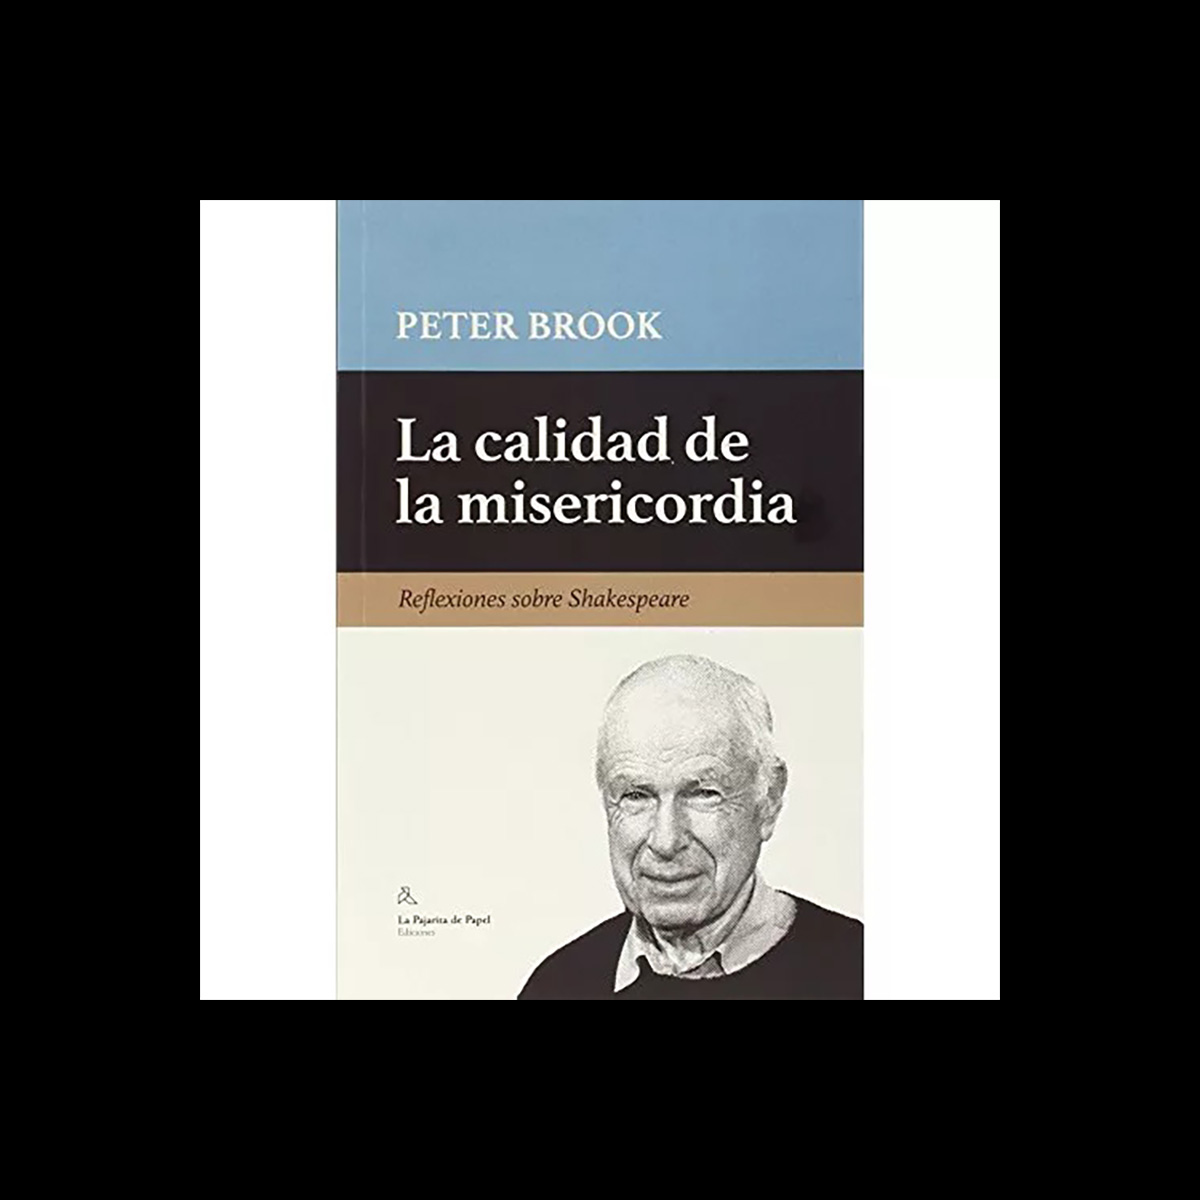 PETER BROOK
La calidad de
la misericordia
Reflexiones sobre Shakespeare
La Pajarita de Papel
Ediciones